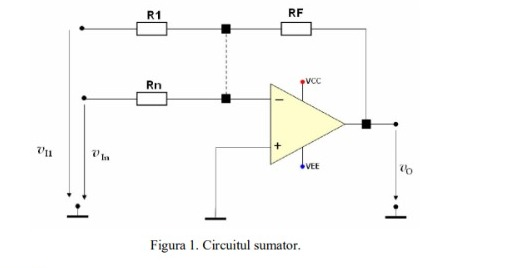 R1
RF
Rn
VCC
−
+
VEE
vI1
vIn
vO
Figura 1. Circuitul sumator.